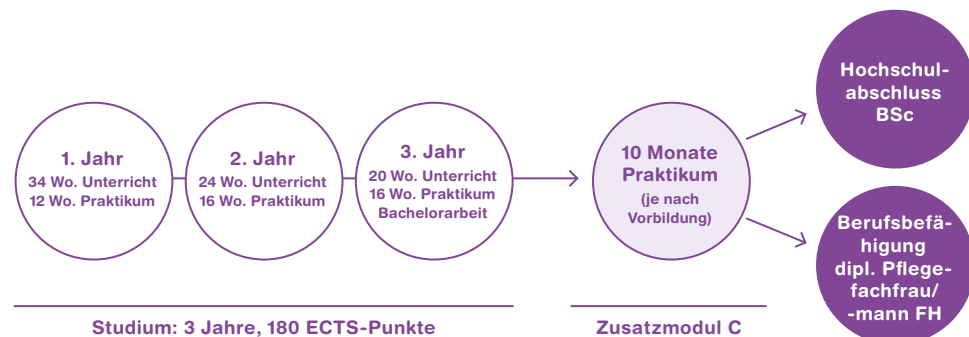 1. Jahr
34 Wo. Unterricht
12 Wo. Praktikum
2. Jahr
24 Wo. Unterricht
16 Wo. Praktikum
3. Jahr
20 Wo. Unterricht
16 Wo. Praktikum
Bachelorarbeit
10 Monate
Praktikum
(je nach
Vorbildung)
Hochschul-
abschluss
BSc
Berufsbefä-
higung
dipl. Pflege-
fachfrau/
-mann FH
Studium: 3 Jahre, 180 ECTS-Punkte
Zusatzmodul C